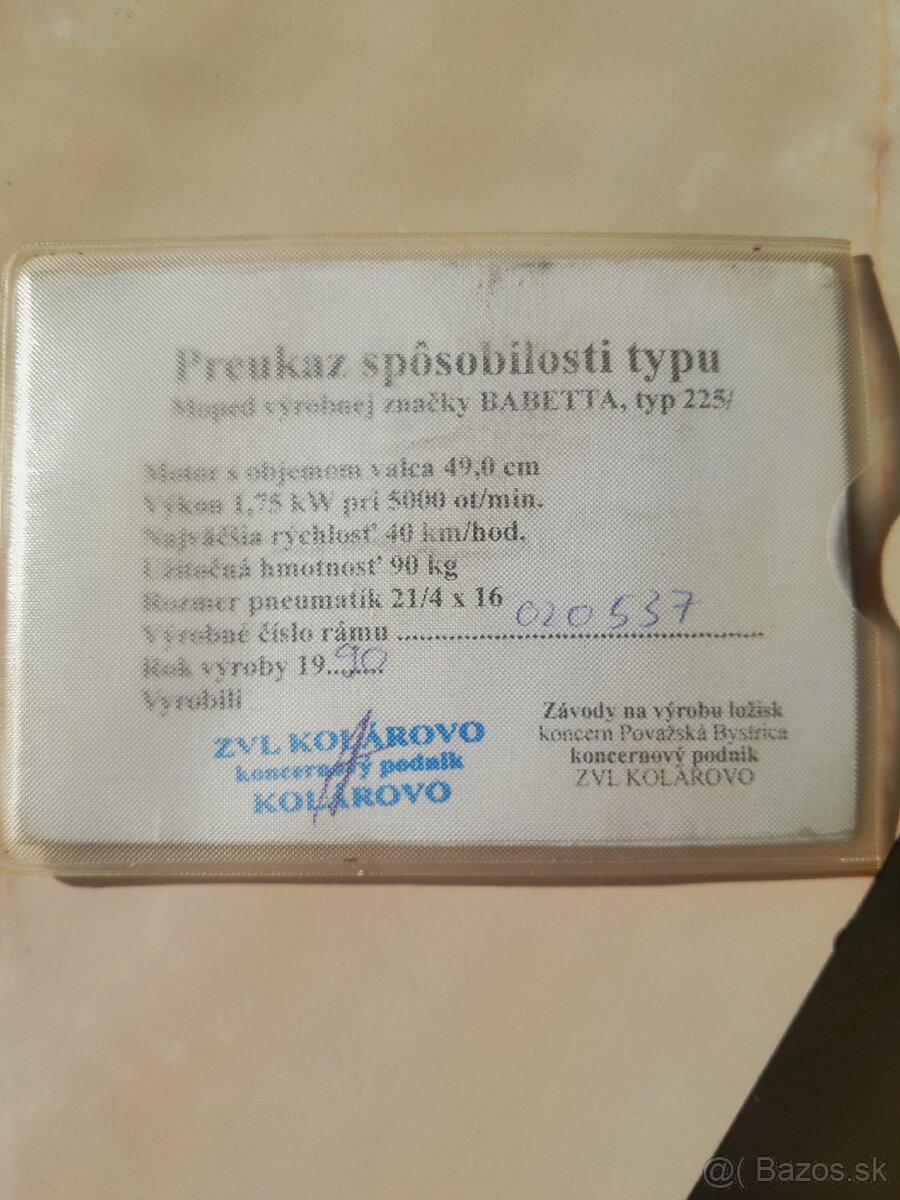 Preukaz spôsobilosti typu
Moped výrobnej značky BABETTA, typ 225/
Motor s objemom valca 49,0 cm
Výkon 1,75 kW pri 5000 ot/min.
Najväčšia rýchlosť 40 km/hod.
Užitočná hmotnosť 90 kg
Rozmer pneumatík 21/4 x 16
Výrobné číslo rámu ........ 020537
Rok výroby 19..90....
Vyrobili
ZVL KOLÁROVO
koncernový podnik
KOLÁROVO
Závody na výrobu ložísk
koncern Považská Bystrica
koncernový podnik
ZVL KOLÁROVO
@( Bazos.sk